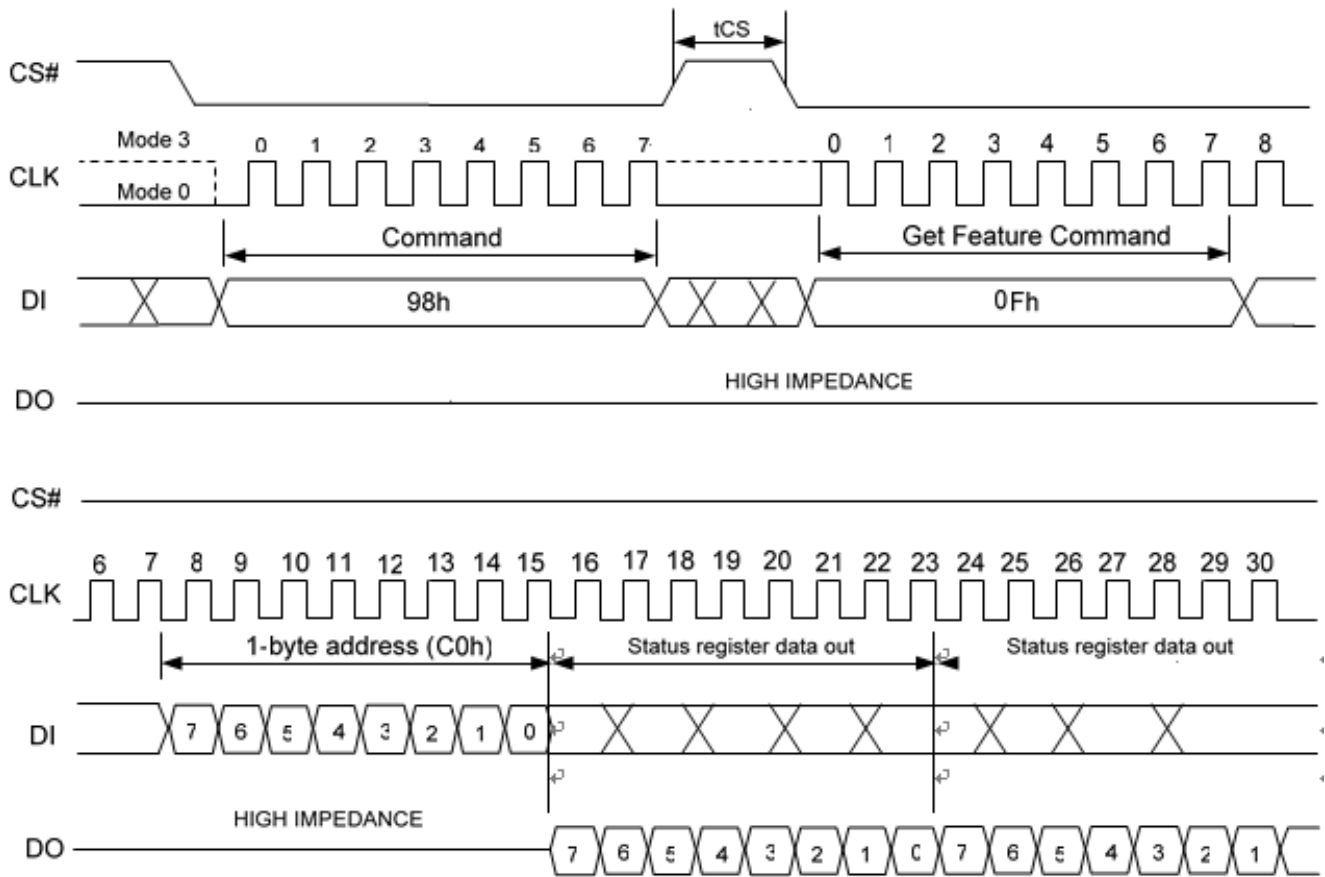 tCS
CS#
Mode 3
0 1 2 3 4 5 6 7
0 1 2 3 4 5 6 7 8
CLK
Mode 0
Command
Get Feature Command
DI
98h
0Fh
HIGH IMPEDANCE
DO
CS#
6 7 8 9 10 11 12 13 14 15 16 17 18 19 20 21 22 23 24 25 26 27 28 29 30
CLK
1-byte address (C0h)
Status register data out
Status register data out
DI
7 6 5 4 3 2 1 0
HIGH IMPEDANCE
DO
7 6 5 4 3 2 1 0 7 6 5 4 3 2 1